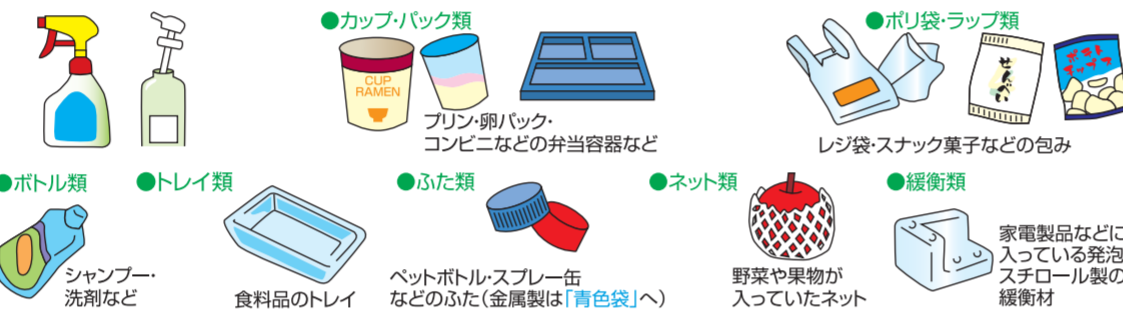 ●カップ・パック類
CUP
RAMEN
プリン・卵パック・
コンビニなどの弁当容器など
●ポリ袋・ラップ類
せんべい
ポテト
チップス
レジ袋・スナック菓子などの包み
●ボトル類
シャンプー・
洗剤など
●トレイ類
食料品のトレイ
●ふた類
ペットボトル・スプレー缶
などのふた(金属製は「青色袋」へ)
●ネット類
野菜や果物が
入っていたネット
●緩衝類
家電製品などに
入っている発泡
スチロール製の
緩衝材